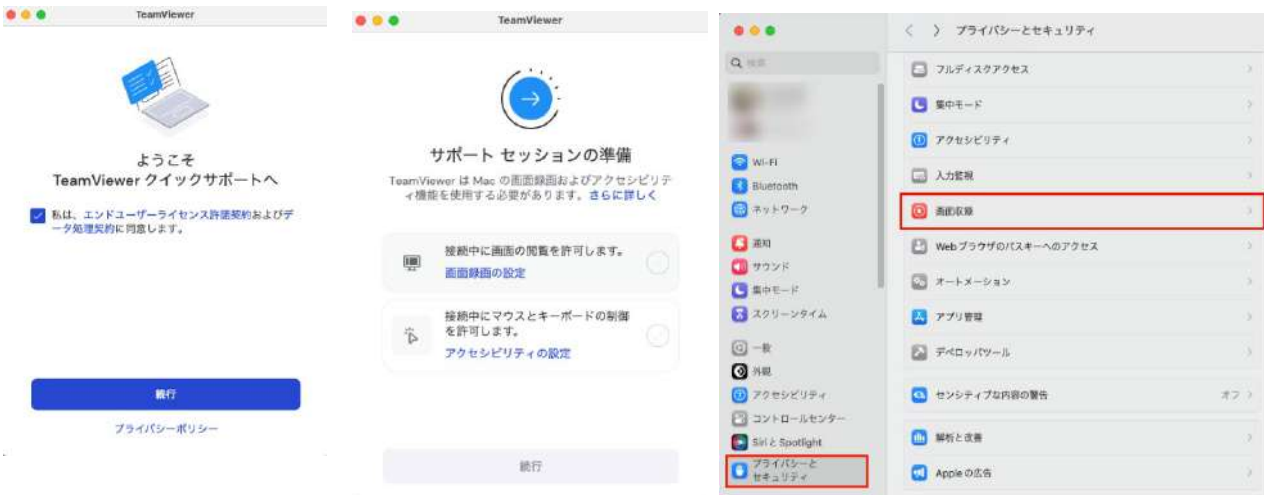 TeamViewer
ようこそ
TeamViewer クイックサポートへ
私は、エンドユーザーライセンス許諾契約およびデ
ータ処理契約に同意します。
続行
プライバシーポリシー
TeamViewer
サポート セッションの準備
TeamViewer は Mac の画面録画およびアクセシビリテ
ィ機能を使用する必要があります。さらに詳しく
接続中に画面の閲覧を許可します。
画面録画の設定
接続中にマウスとキーボードの制御
を許可します。
アクセシビリティの設定
続行
検索
Wi-Fi
Bluetooth
ネットワーク
通知
サウンド
集中モード
スクリーンタイム
一般
外観
アクセシビリティ
コントロールセンター
Siri と Spotlight
プライバシーと
セキュリティ
プライバシーとセキュリティ
フルディスクアクセス
集中モード
アクセシビリティ
入力監視
画面収録
Web ブラウザのパスキーへのアクセス
オートメーション
アプリ管理
デベロッパツール
センシティブな内容の警告
オフ
解析と改善
Apple の広告